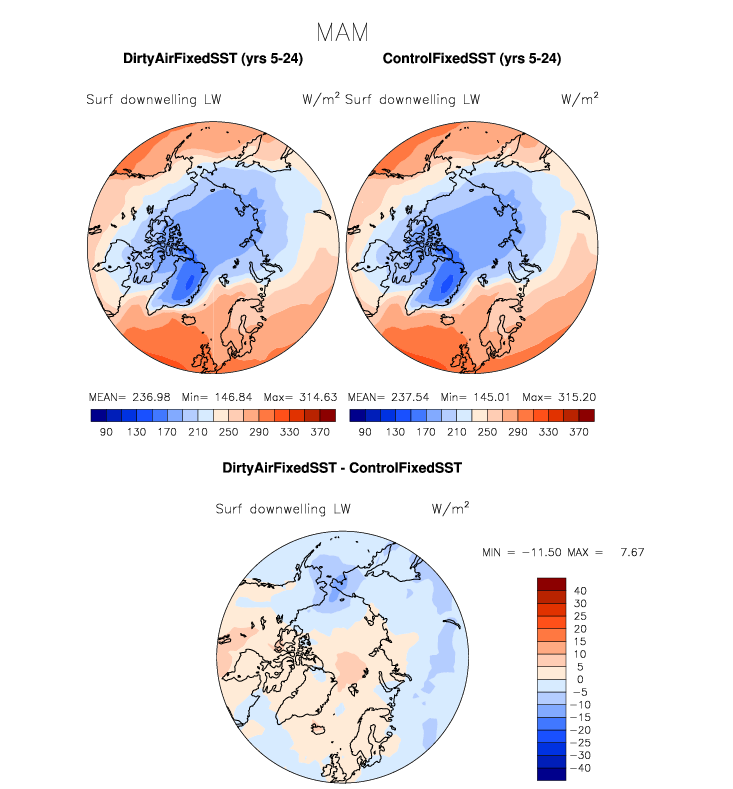 MAM
DirtyAirFixedSST (yrs 5-24)
ControlFixedSST (yrs 5-24)
Surf downwelling LW W/m²
Surf downwelling LW W/m²
MEAN= 236.98 Min= 146.84 Max= 314.63
MEAN= 237.54 Min= 145.01 Max= 315.20
90 130 170 210 250 290 330 370
90 130 170 210 250 290 330 370
DirtyAirFixedSST - ControlFixedSST
Surf downwelling LW W/m²
MIN = -11.50 MAX = 7.67
40
30
25
20
15
10
5
0
-5
-10
-15
-20
-25
-30
-40